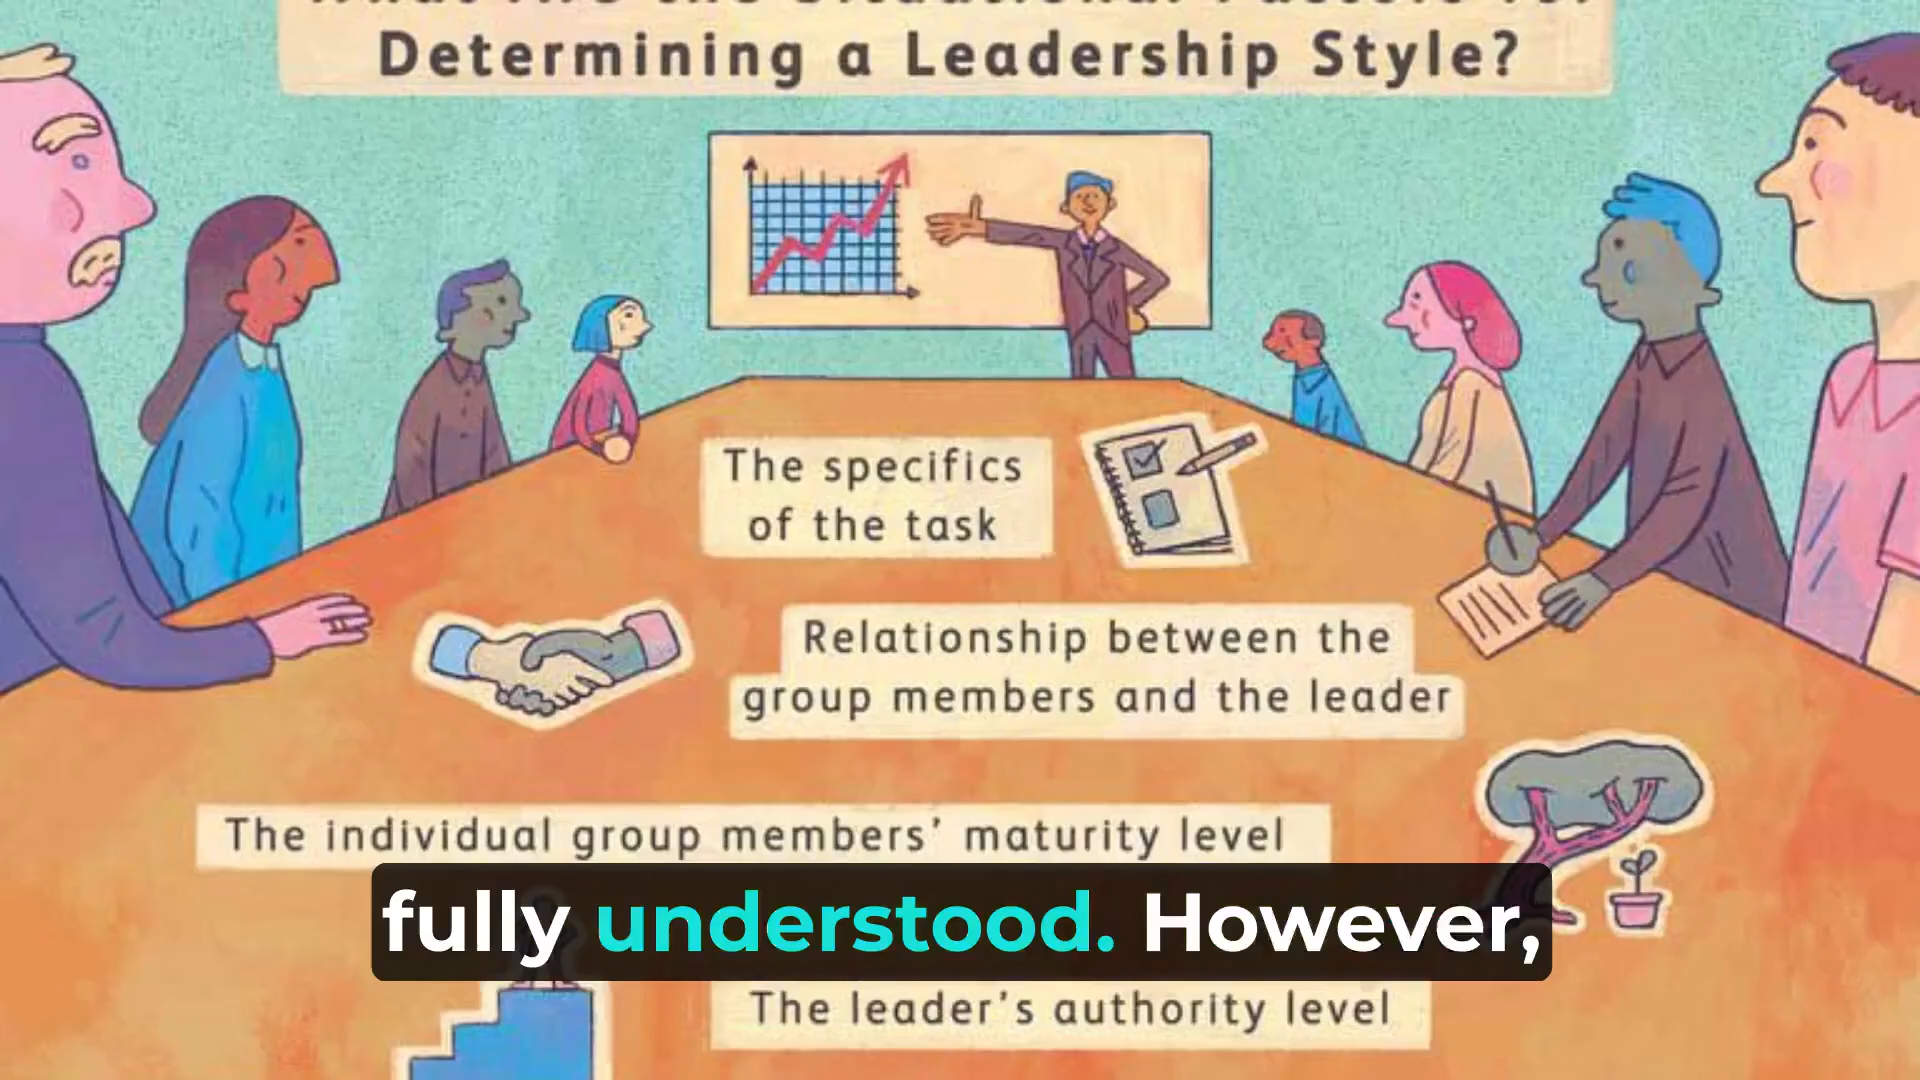 Determining a Leadership Style?
The specifics
of the task
Relationship between the
group members and the leader
The individual group members’ maturity level
fully understood. However,
The leader’s authority level